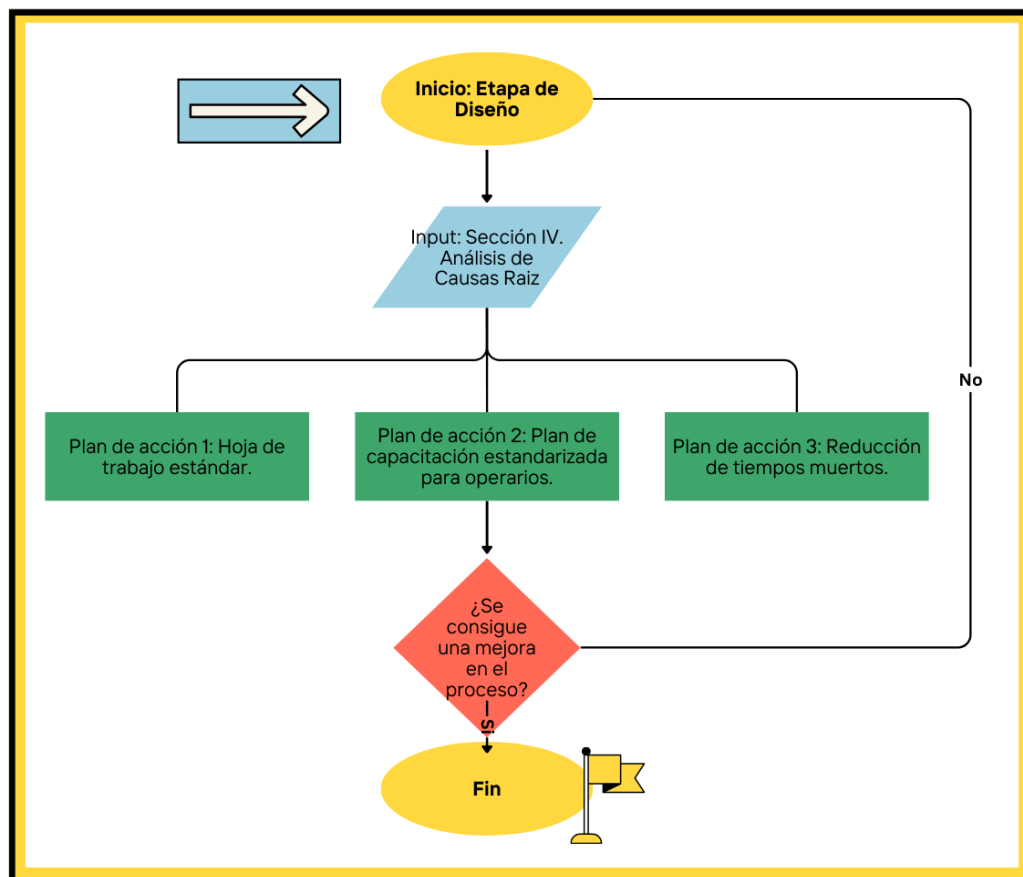 Inicio: Etapa de
Diseño
Input: Sección IV.
Análisis de
Causas Raiz
No
Plan de acción 1: Hoja de
trabajo estándar.
Plan de acción 2: Plan de
capacitación estandarizada
para operarios.
Plan de acción 3: Reducción
de tiempos muertos.
¿Se
consigue
una mejora
en el
proceso?
si
Fin